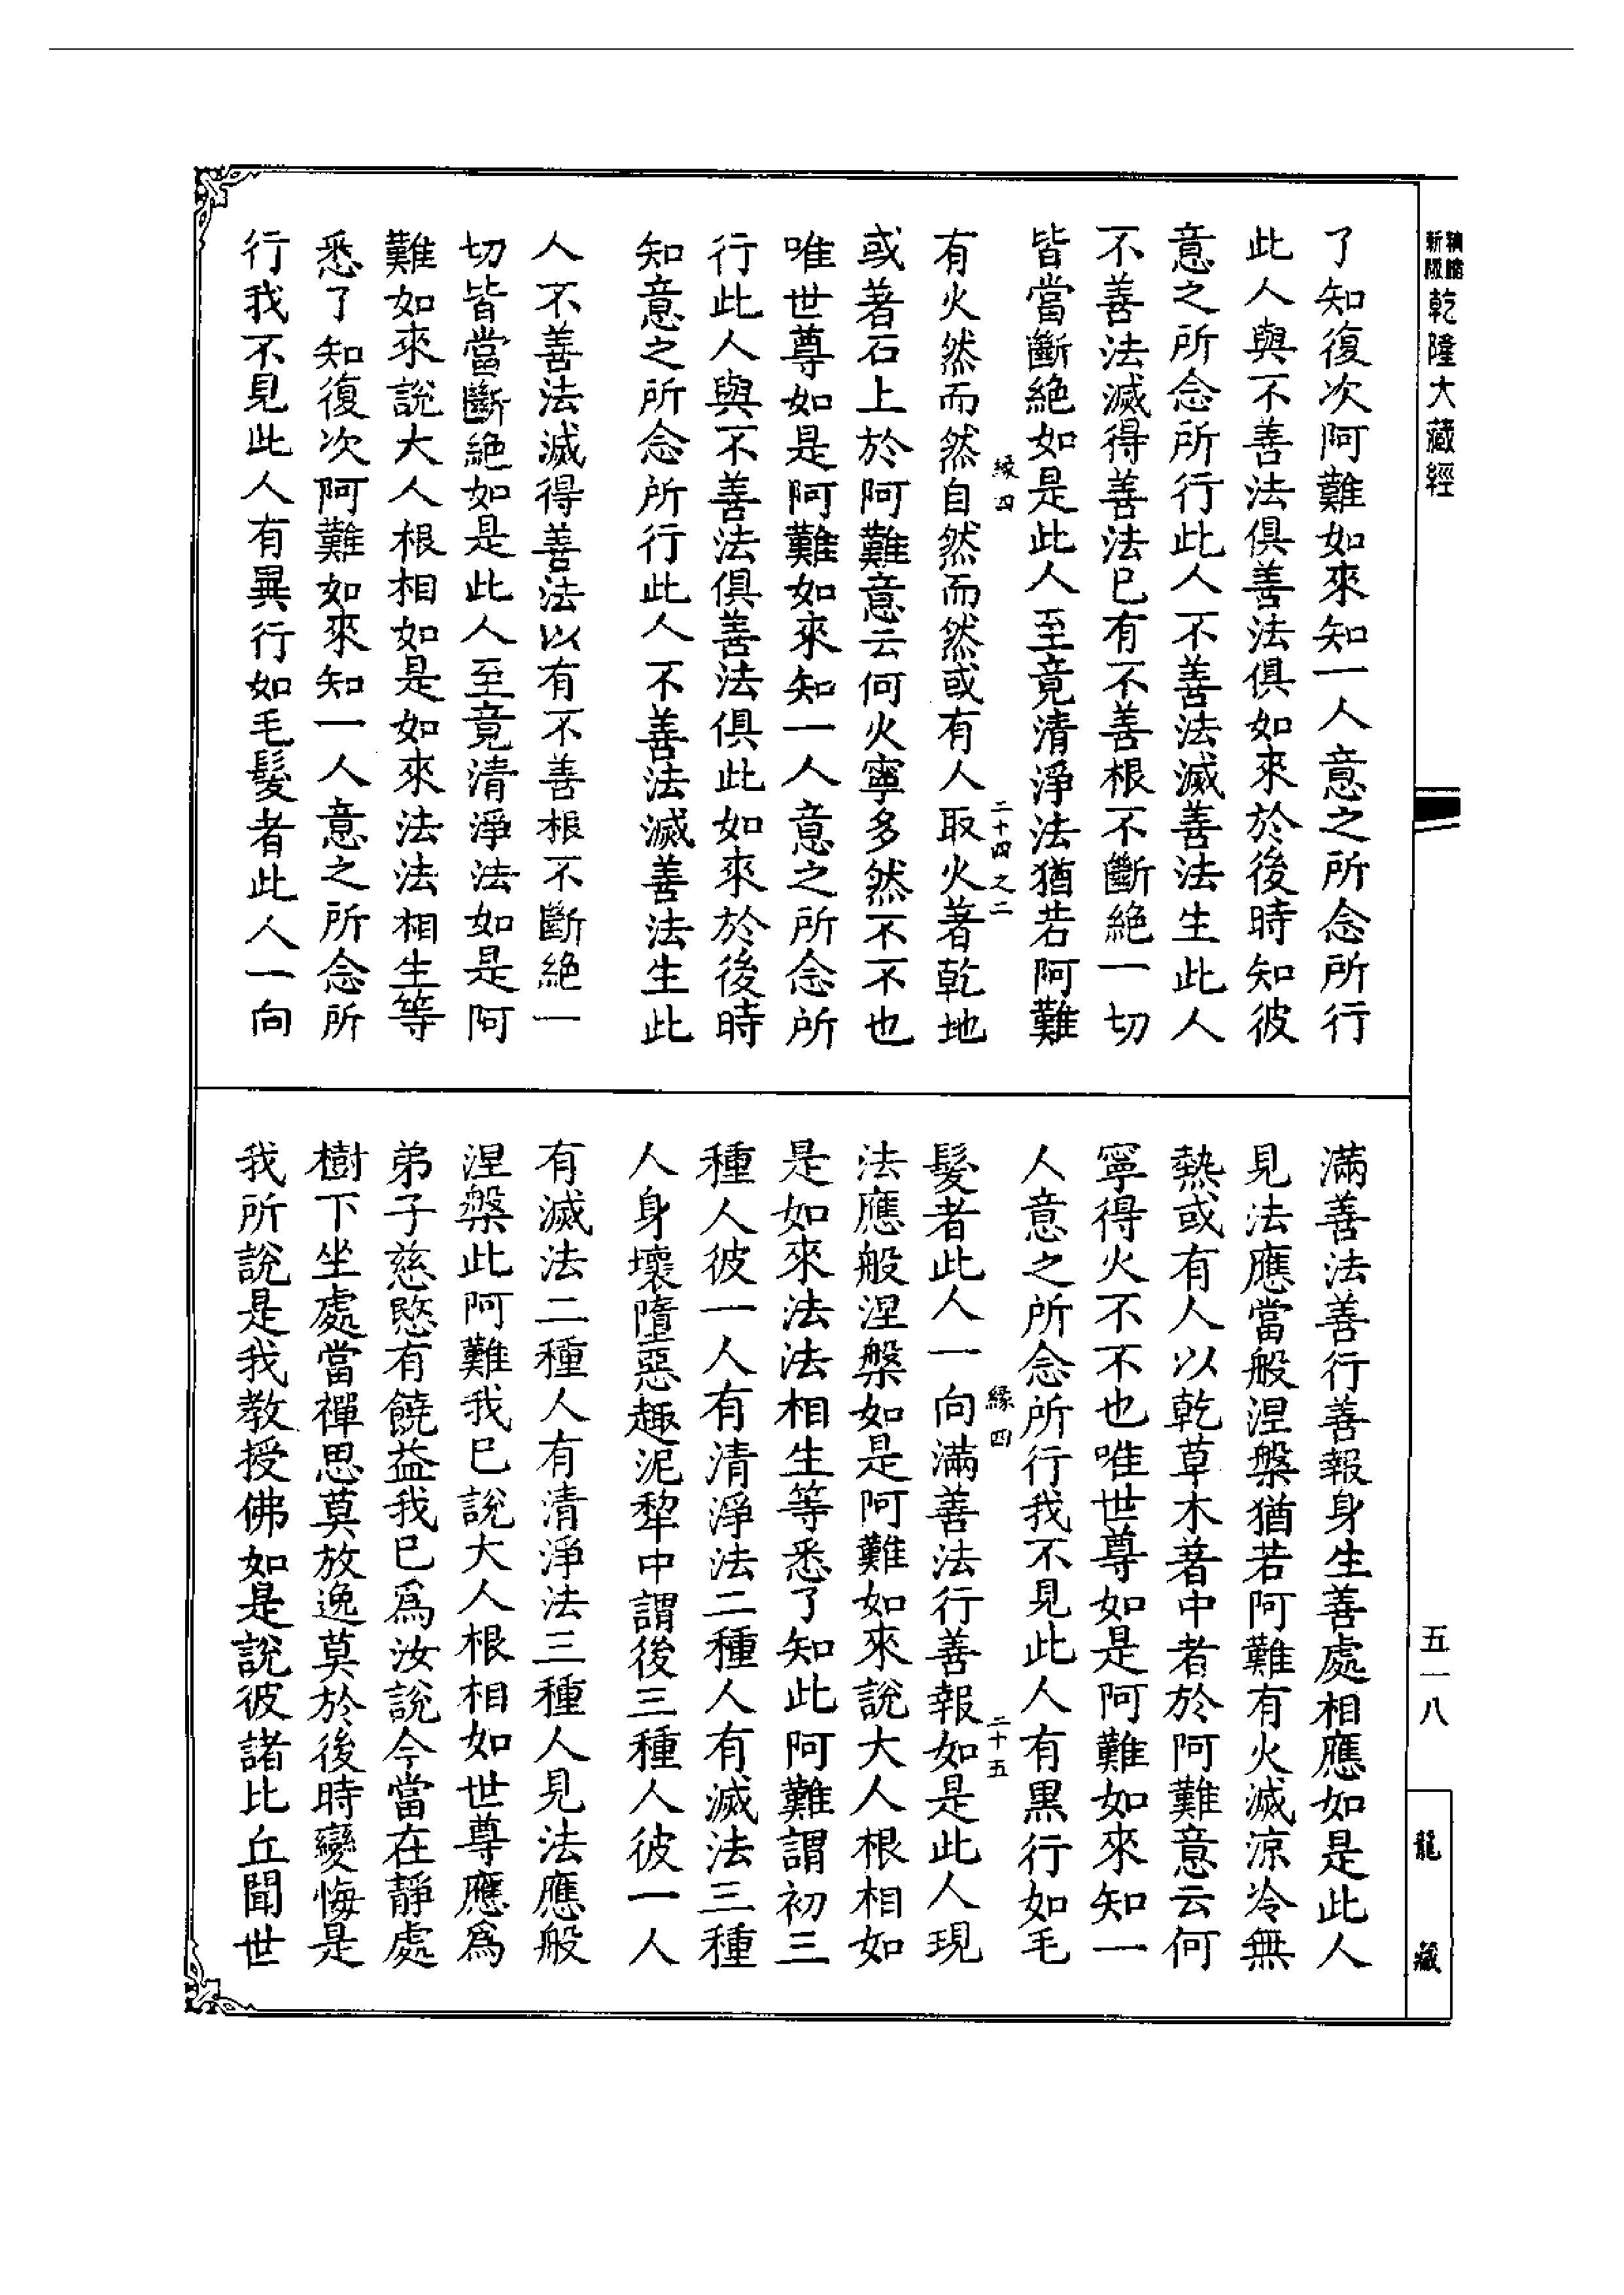 精縮新版
乾隆大藏經
了知復次阿難如來知一人意之所念所行
此人與不善法俱善法俱如來於後時知彼
意之所念所行此人不善法滅善法生此人
不善法滅得善法已有不善根不斷絕一切
皆當斷絕如是此人至竟清淨法猶若阿難
緣四 二十四之二
有火然而然自然而然或有人取火著乾地
或著石上於阿難意云何火寧多然不不也
唯世尊如是阿難如來知一人意之所念所
行此人與不善法俱善法俱此如來於後時
知意之所念所行此人不善法滅善法生此
人不善法滅得善法以有不善根不斷絕一
切皆當斷絕如是此人至竟清淨法如是阿
難如來說大人根相如是如來法法相生等
悉了知復次阿難如來知一人意之所念所
行我不見此人有異行如毛髮者此人一向
滿善法善行善報身生善處相應如是此人
見法應當般涅槃猶若阿難有火滅涼冷無
熱或有人以乾草木著中者於阿難意云何
寧得火不不也唯世尊如是阿難如來知一
人意之所念所行我不見此人有黑行如毛
緣四 二十五
髮者此人一向滿善法行善報如是此人現
法應般涅槃如是阿難如來說大人根相如
是如來法法相生等悉了知此阿難謂初三
種人彼一人有清淨法二種人有滅法三種
人身壞墮惡趣泥犁中謂後三種人彼一人
有滅法二種人有清淨法三種人見法應般
涅槃此阿難我已說大人根相如世尊應為
弟子慈愍有饒益我已為汝說今當在靜處
樹下坐處當禪思莫放逸莫於後時變悔是
我所說是我教授佛如是說彼諸比丘聞世
五一八
龍藏